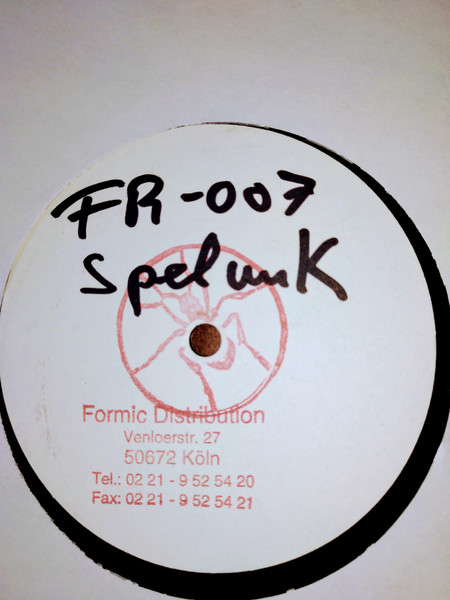 FR-007
Spelunk
Formic Distribution
Venloerstr. 27
50672 Köln
Tel.: 02 21 - 9 52 54 20
Fax: 02 21 - 9 52 54 21